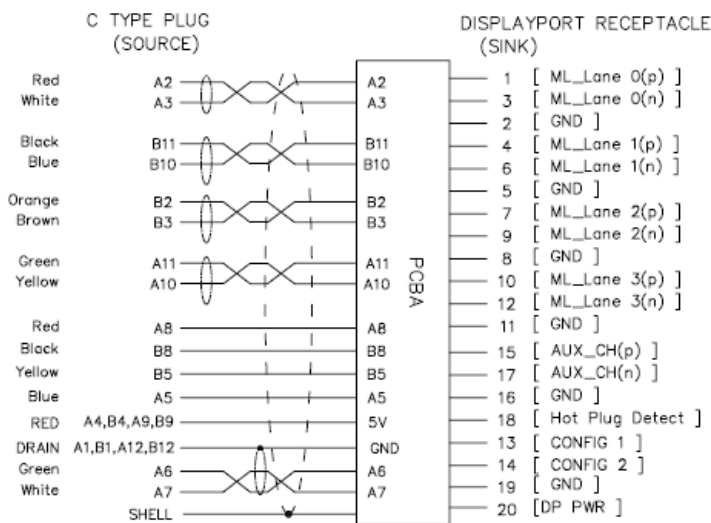 C TYPE PLUG
(SOURCE)
DISPLAYPORT RECEPTACLE
(SINK)
Red A2 A2
White A3 A3
Black B11 B11
Blue B10 B10
Orange B2 B2
Brown B3 B3
Green A11 A11
Yellow A10 A10
Red A8 A8
Black B8 B8
Yellow B5 B5
Blue A5 A5
RED A4,B4,A9,B9 5V
DRAIN A1,B1,A12,B12 GND
Green A6 A6
White A7 A7
SHELL
PCBA
1 [ ML_Lane 0(p) ]
3 [ ML_Lane 0(n) ]
2 [ GND ]
4 [ ML_Lane 1(p) ]
6 [ ML_Lane 1(n) ]
5 [ GND ]
7 [ ML_Lane 2(p) ]
9 [ ML_Lane 2(n) ]
8 [ GND ]
10 [ ML_Lane 3(p) ]
12 [ ML_Lane 3(n) ]
11 [ GND ]
15 [ AUX_CH(p) ]
17 [ AUX_CH(n) ]
16 [ GND ]
18 [ Hot Plug Detect ]
13 [ CONFIG 1 ]
14 [ CONFIG 2 ]
19 [ GND ]
20 [DP PWR ]